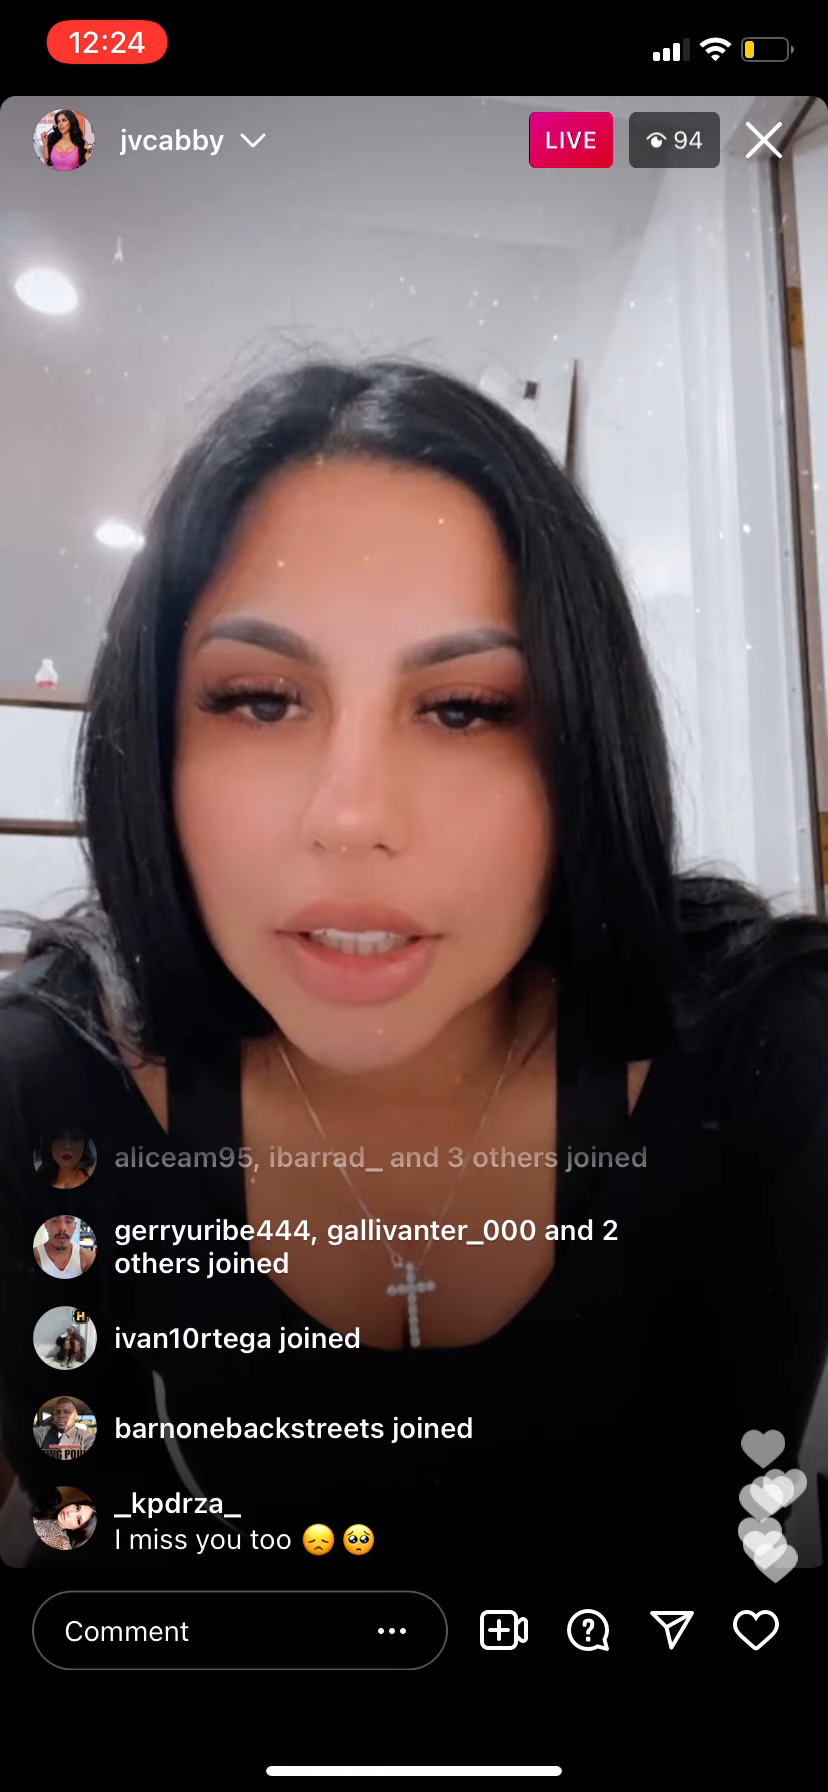 12:24
jvcabby
LIVE
94
aliceam95, ibarrad_ and 3 others joined
gerryuribe444, gallivanter_000 and 2
others joined
ivan10rtega joined
barnonebackstreets joined
_kpdrza_
I miss you too 😞🥺
Comment